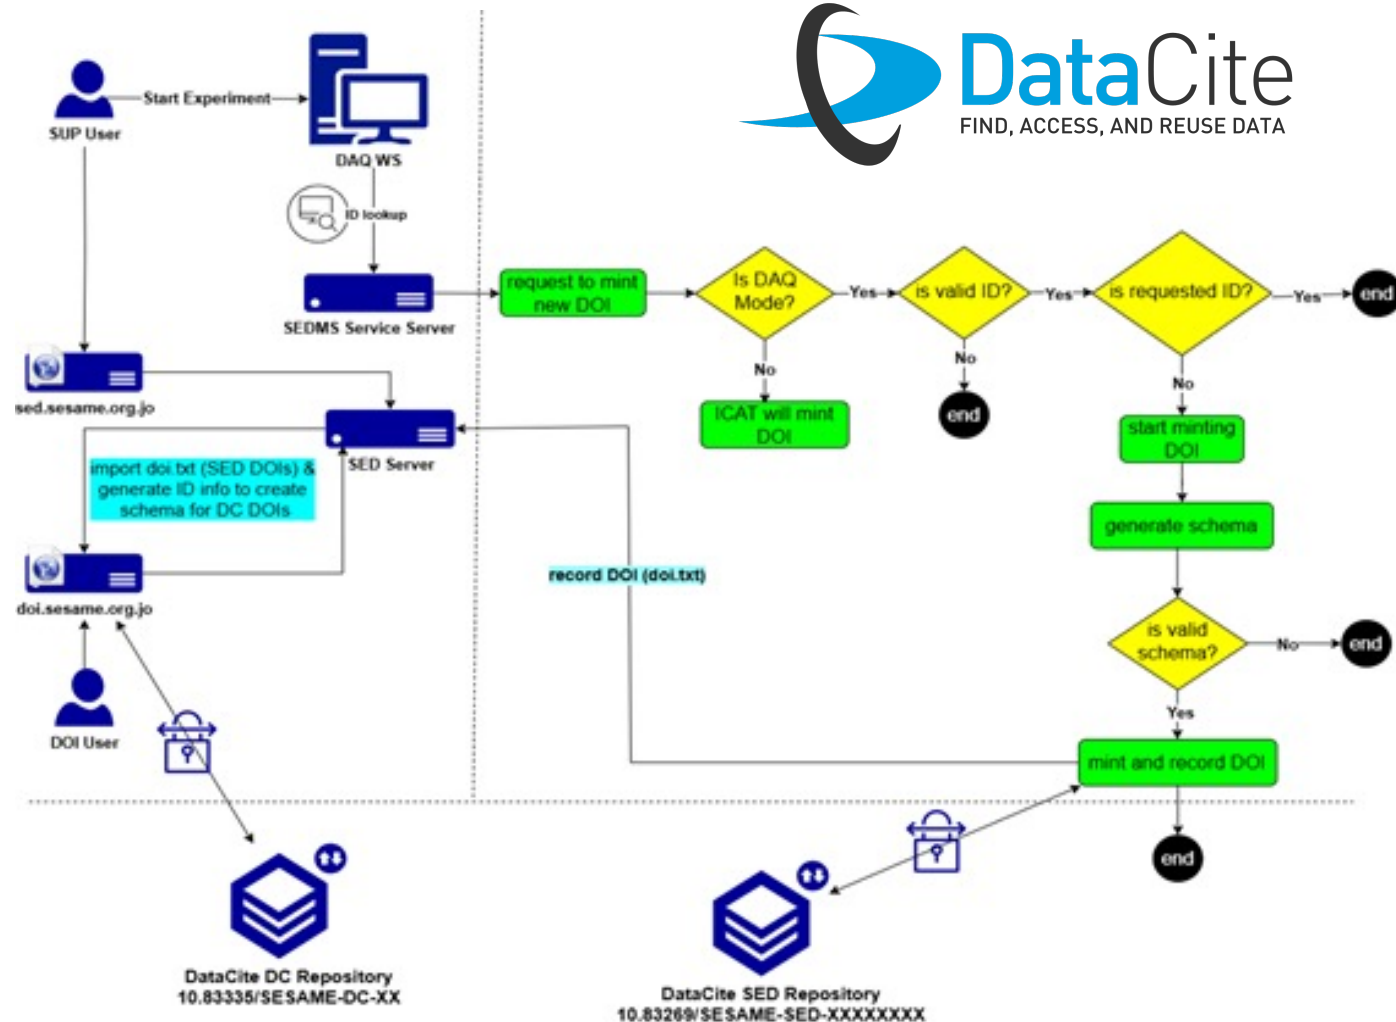 DataCite
FIND, ACCESS, AND REUSE DATA
Start Experiment
SUP User
DAQ WS
ID lookup
SEDMS Service Server
request to mint
new DOI
Is DAQ
Mode?
Yes
is valid ID?
Yes
is requested ID?
Yes
end
No
No
No
ICAT will mint
DOI
end
start minting
DOI
sed.sesame.org.jo
SED Server
import doi.txt (SED DOIs) &
generate ID info to create
schema for DC DOIs
generate schema
record DOI (doi.txt)
doi.sesame.org.jo
is valid
schema?
No
end
Yes
DOI User
mint and record DOI
end
DataCite DC Repository
10.83335/SESAME-DC-XX
DataCite SED Repository
10.83269/SESAME-SED-XXXXXXXX